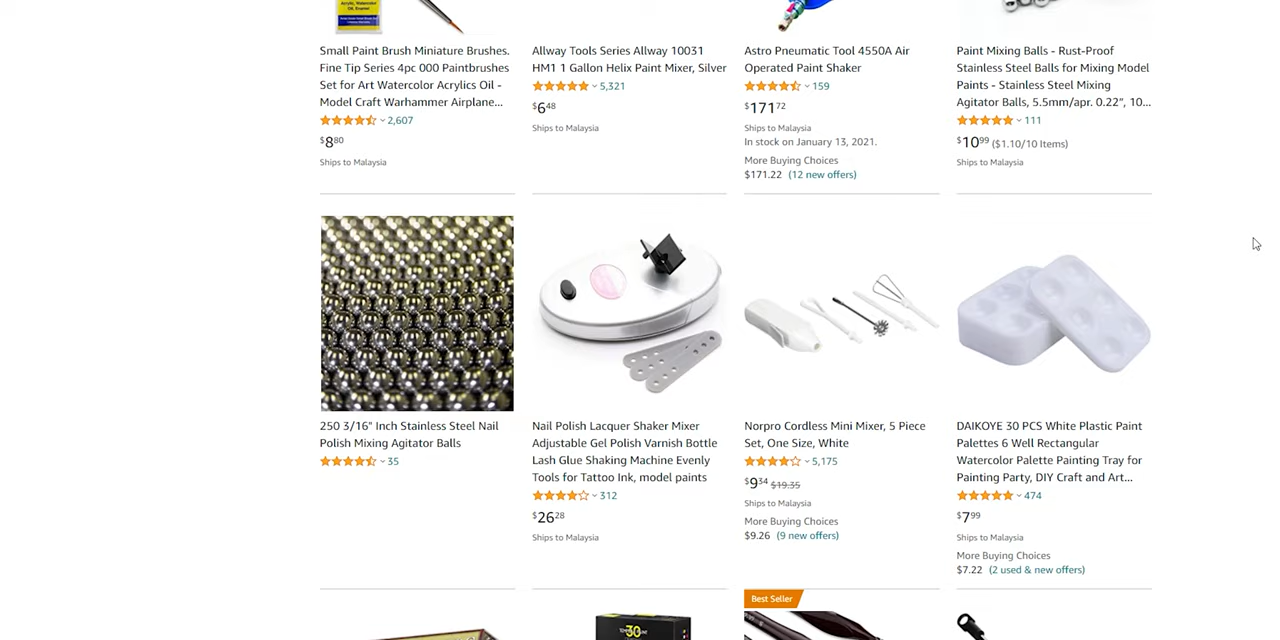 Small Paint Brush Miniature Brushes.
Fine Tip Series 4pc 000 Paintbrushes
Set for Art Watercolor Acrylics Oil -
Model Craft Warhammer Airplane...
2,607
$8.80
Ships to Malaysia
Allway Tools Series Allway 10031
HM1 1 Gallon Helix Paint Mixer, Silver
5,321
$6.48
Ships to Malaysia
Astro Pneumatic Tool 4550A Air
Operated Paint Shaker
159
$171.72
Ships to Malaysia
In stock on January 13, 2021.
More Buying Choices
$171.22 (12 new offers)
Paint Mixing Balls - Rust-Proof
Stainless Steel Balls for Mixing Model
Paints - Stainless Steel Mixing
Agitator Balls, 5.5mm/apr. 0.22", 10...
111
$10.99 ($1.10/10 Items)
Ships to Malaysia
250 3/16" Inch Stainless Steel Nail
Polish Mixing Agitator Balls
35
Nail Polish Lacquer Shaker Mixer
Adjustable Gel Polish Varnish Bottle
Lash Glue Shaking Machine Evenly
Tools for Tattoo Ink, model paints
312
$26.28
Ships to Malaysia
Norpro Cordless Mini Mixer, 5 Piece
Set, One Size, White
5,175
$9.34 $19.35
Ships to Malaysia
More Buying Choices
$9.26 (9 new offers)
DAIKOYE 30 PCS White Plastic Paint
Palettes 6 Well Rectangular
Watercolor Palette Painting Tray for
Painting Party, DIY Craft and Art...
474
$7.99
Ships to Malaysia
More Buying Choices
$7.22 (2 used & new offers)
30
Best Seller